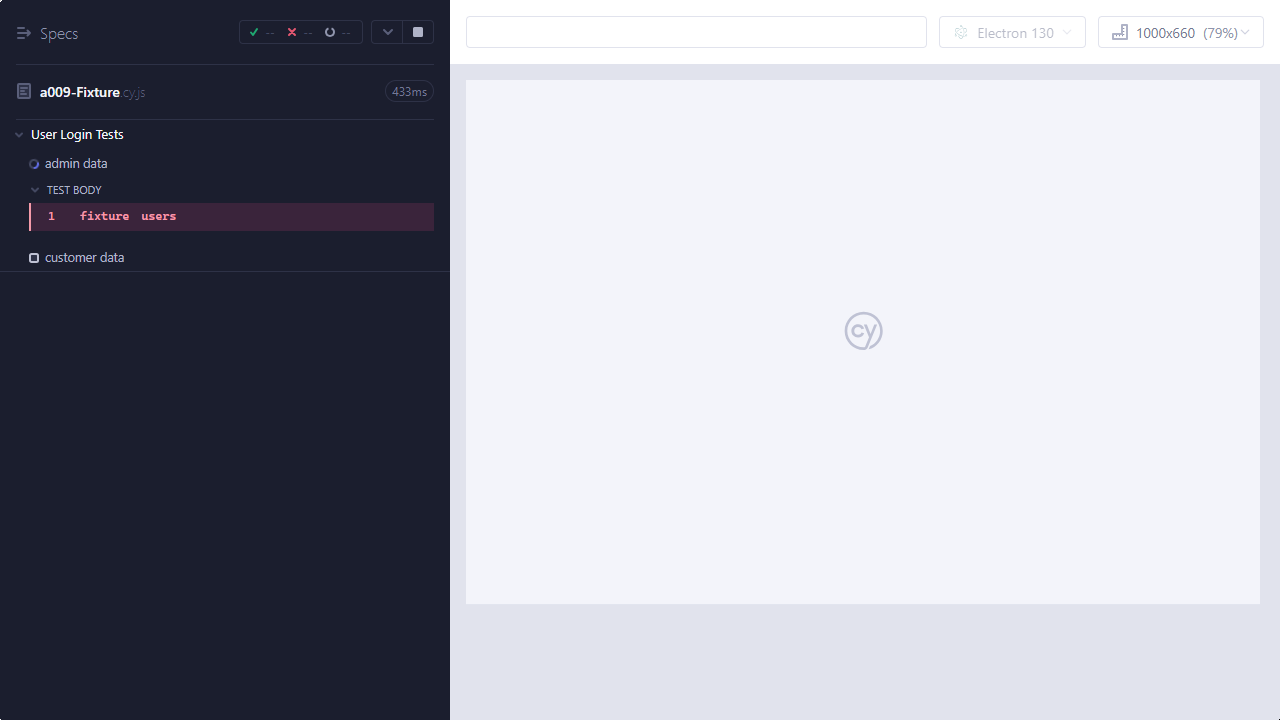 Specs
-- -- --
a009-Fixture.cy.js
433ms
User Login Tests
admin data
TEST BODY
1 fixture users
customer data
Electron 130
1000x660 (79%)
cy